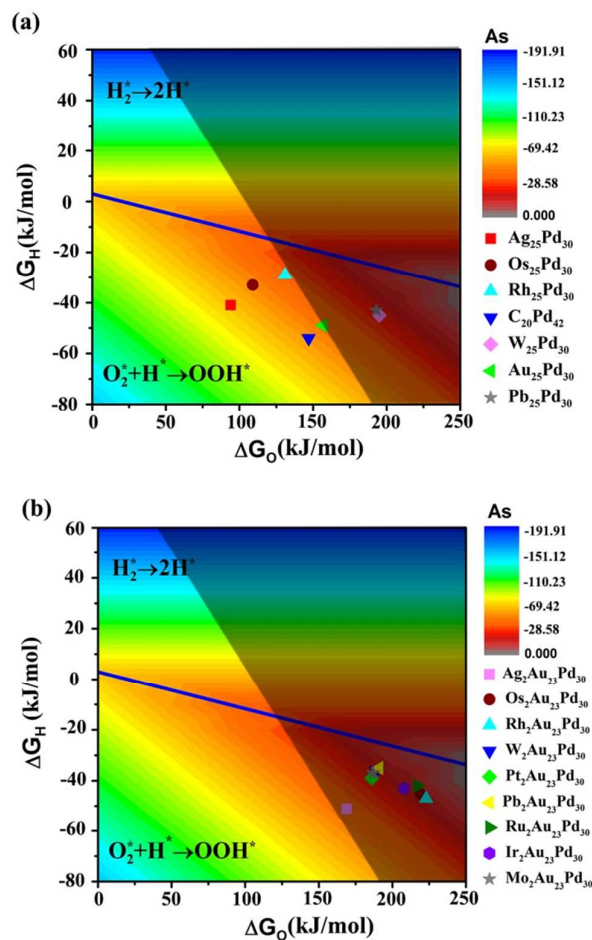 (a)
As
60
40
20
0
-20
-40
-60
-80
ΔG_H(kJ/mol)
H₂*→2H*
O₂*+H*→OOH*
0 50 100 150 200 250
ΔG_O(kJ/mol)
-191.91
-151.12
-110.23
-69.42
-28.58
0.000
Ag₂₅Pd₃₀
Os₂₅Pd₃₀
Rh₂₅Pd₃₀
C₂₀Pd₄₂
W₂₅Pd₃₀
Au₂₅Pd₃₀
Pb₂₅Pd₃₀
(b)
As
60
40
20
0
-20
-40
-60
-80
ΔG_H (kJ/mol)
H₂*→2H*
O₂*+H*→OOH*
0 50 100 150 200 250
ΔG_O(kJ/mol)
-191.91
-151.12
-110.23
-69.42
-28.58
0.000
Ag₂Au₂₃Pd₃₀
Os₂Au₂₃Pd₃₀
Rh₂Au₂₃Pd₃₀
W₂Au₂₃Pd₃₀
Pt₂Au₂₃Pd₃₀
Pb₂Au₂₃Pd₃₀
Ru₂Au₂₃Pd₃₀
Ir₂Au₂₃Pd₃₀
Mo₂Au₂₃Pd₃₀